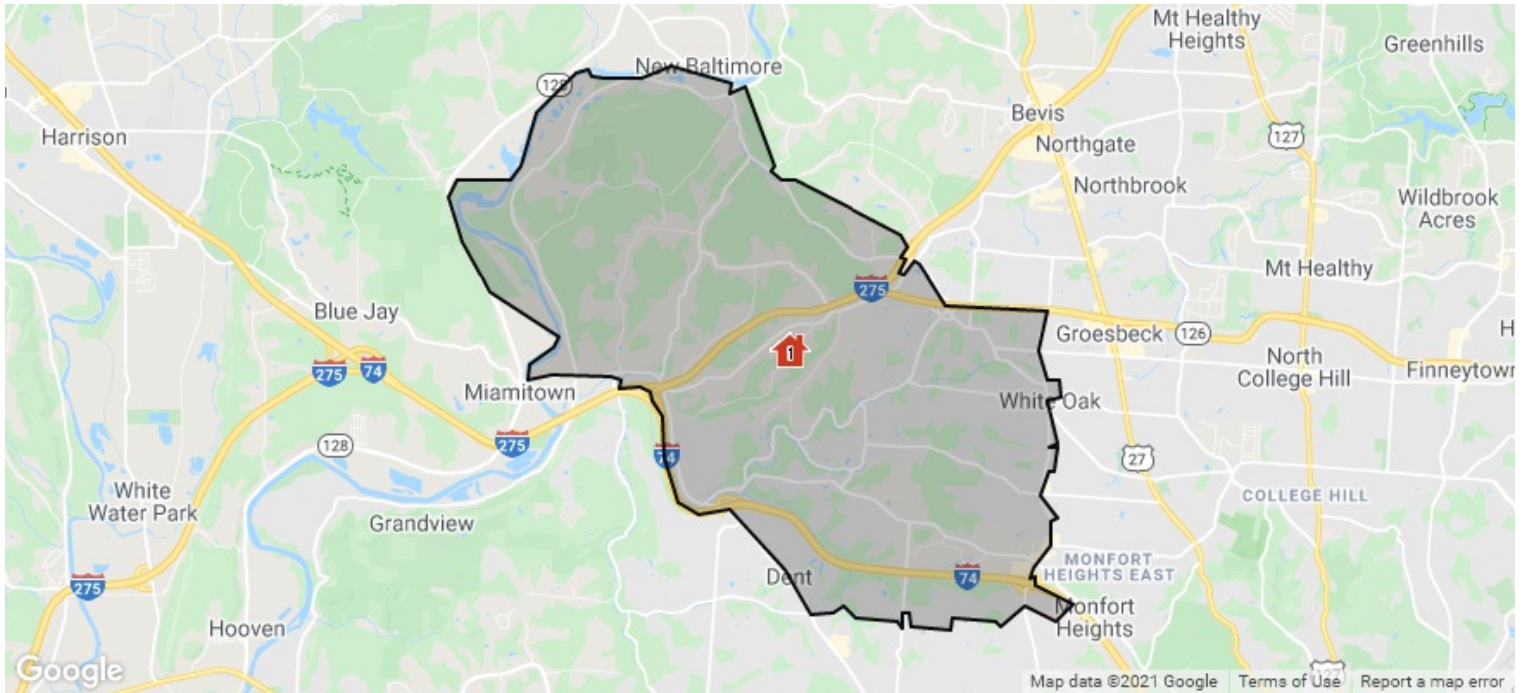 Mt Healthy
Heights
Greenhills
New Baltimore
128
Bevis
127
Harrison
Northgate
Northbrook
Wildbrook
Acres
Mt Healthy
275
Blue Jay
Groesbeck
126
H
275
74
1
North
College Hill
Finneytown
Miamitown
White Oak
128
275
74
27
White
Water Park
COLLEGE HILL
Grandview
275
Dent
74
MONFORT
HEIGHTS EAST
Hooven
Monfort
Heights
Google
127
Map data ©2021 Google
Terms of Use
Report a map error